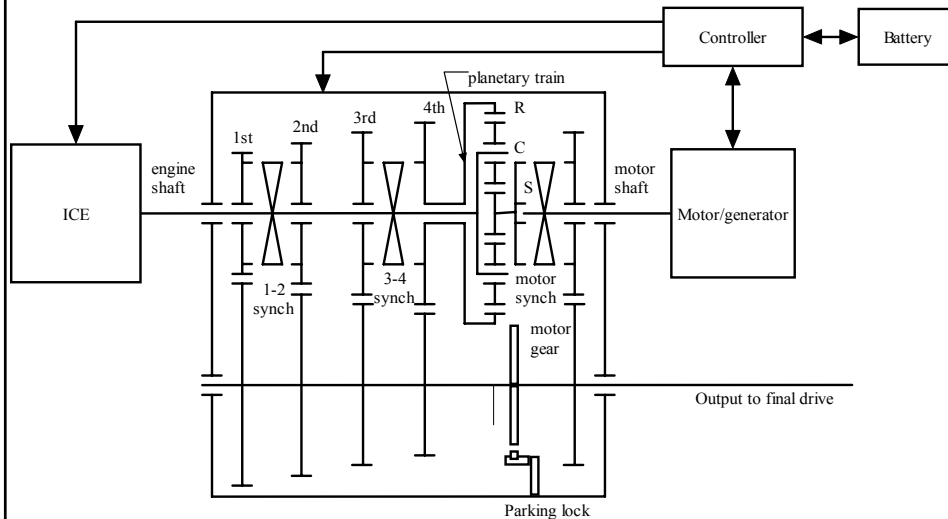 Controller
Battery
planetary train
4th
R
3rd
2nd
1st
C
engine
shaft
motor
shaft
S
ICE
Motor/generator
3-4
synch
motor
synch
1-2
synch
motor
gear
Output to final drive
Parking lock